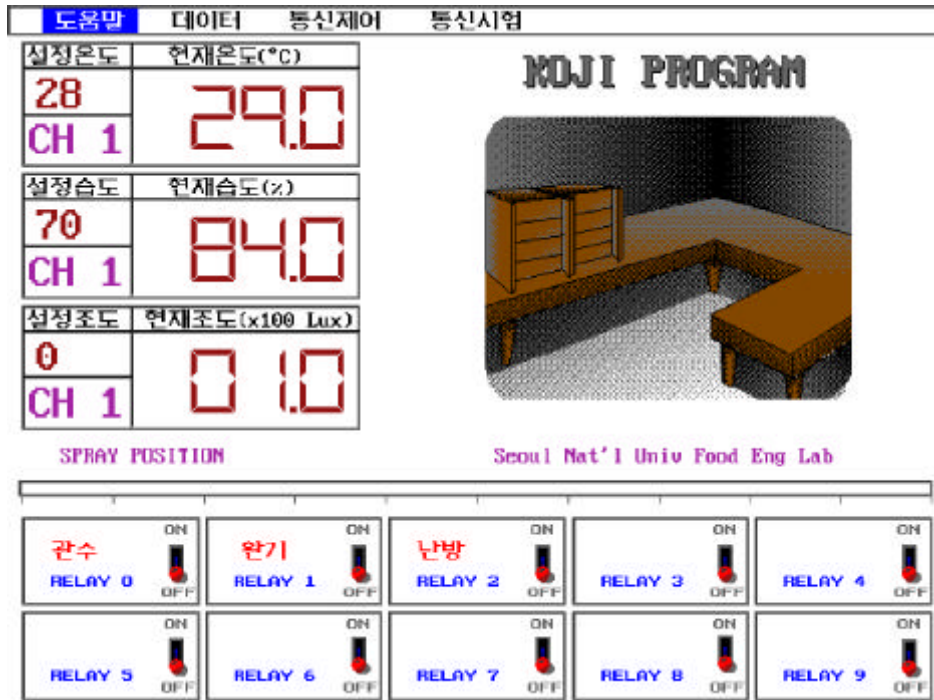 도움말 데이터 통신제어 통신시험
설정온도 현재온도(°C)
28 29.0
CH 1
설정습도 현재습도(%)
70 84.0
CH 1
설정조도 현재조도(x100 Lux)
0 01.0
CH 1
KOJI PROGRAM
SPRAY POSITION
Seoul Nat'l Univ Food Eng Lab
관수 RELAY 0 ON OFF
환기 RELAY 1 ON OFF
난방 RELAY 2 ON OFF
RELAY 3 ON OFF
RELAY 4 ON OFF
RELAY 5 ON OFF
RELAY 6 ON OFF
RELAY 7 ON OFF
RELAY 8 ON OFF
RELAY 9 ON OFF